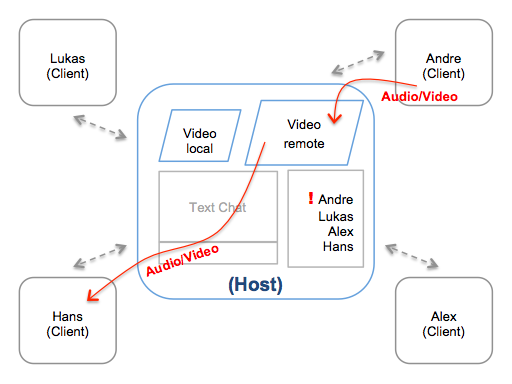 Lukas
(Client)
Andre
(Client)
Audio/Video
Video
local
Video
remote
Text Chat
! Andre
Lukas
Alex
Hans
Audio/Video
(Host)
Hans
(Client)
Alex
(Client)